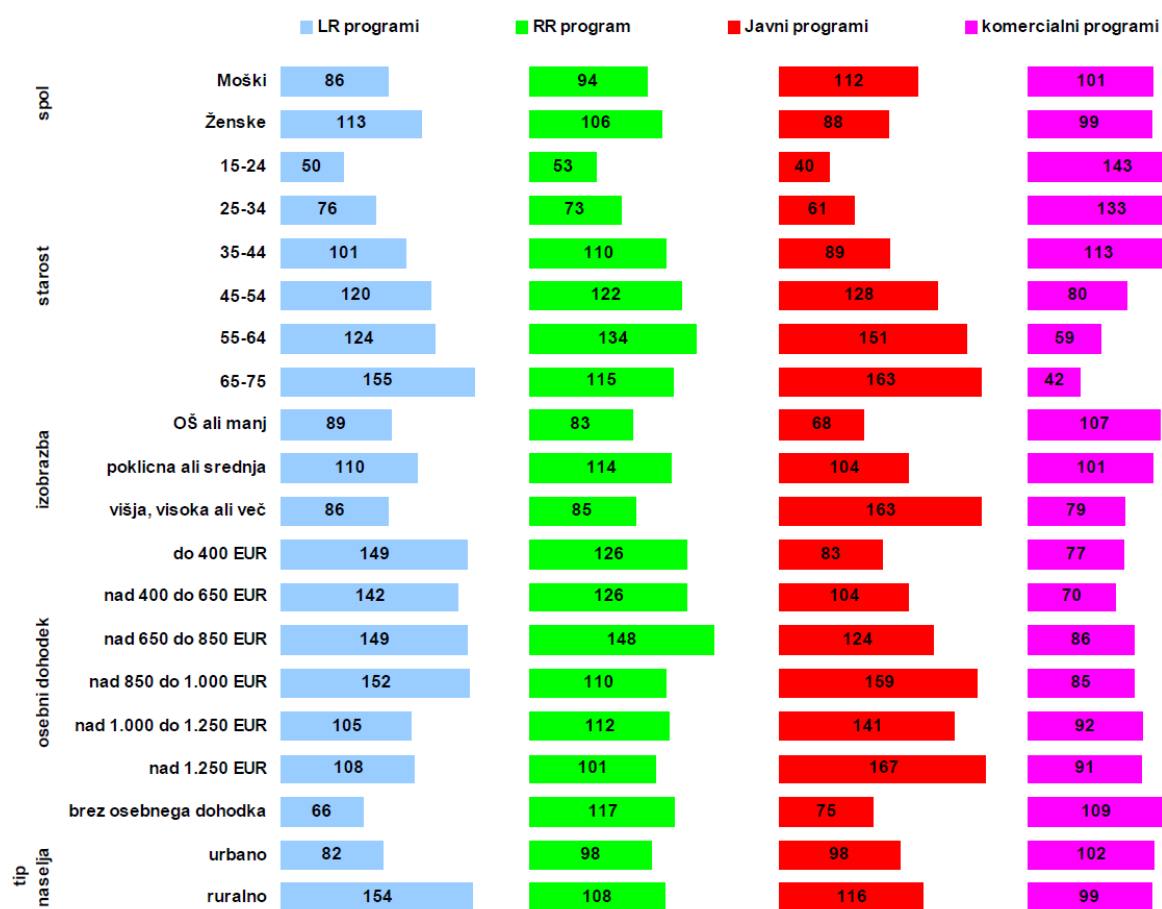 LR programi RR program Javni programi komercialni programi
spol
Moški 86 94 112 101
Ženske 113 106 88 99
starost
15-24 50 53 40 143
25-34 76 73 61 133
35-44 101 110 89 113
45-54 120 122 128 80
55-64 124 134 151 59
65-75 155 115 163 42
izobrazba
OŠ ali manj 89 83 68 107
poklicna ali srednja 110 114 104 101
višja, visoka ali več 86 85 163 79
osebni dohodek
do 400 EUR 149 126 83 77
nad 400 do 650 EUR 142 126 104 70
nad 650 do 850 EUR 149 148 124 86
nad 850 do 1.000 EUR 152 110 159 85
nad 1.000 do 1.250 EUR 105 112 141 92
nad 1.250 EUR 108 101 167 91
brez osebnega dohodka 66 117 75 109
tip
naselja
urbano 82 98 98 102
ruralno 154 108 116 99